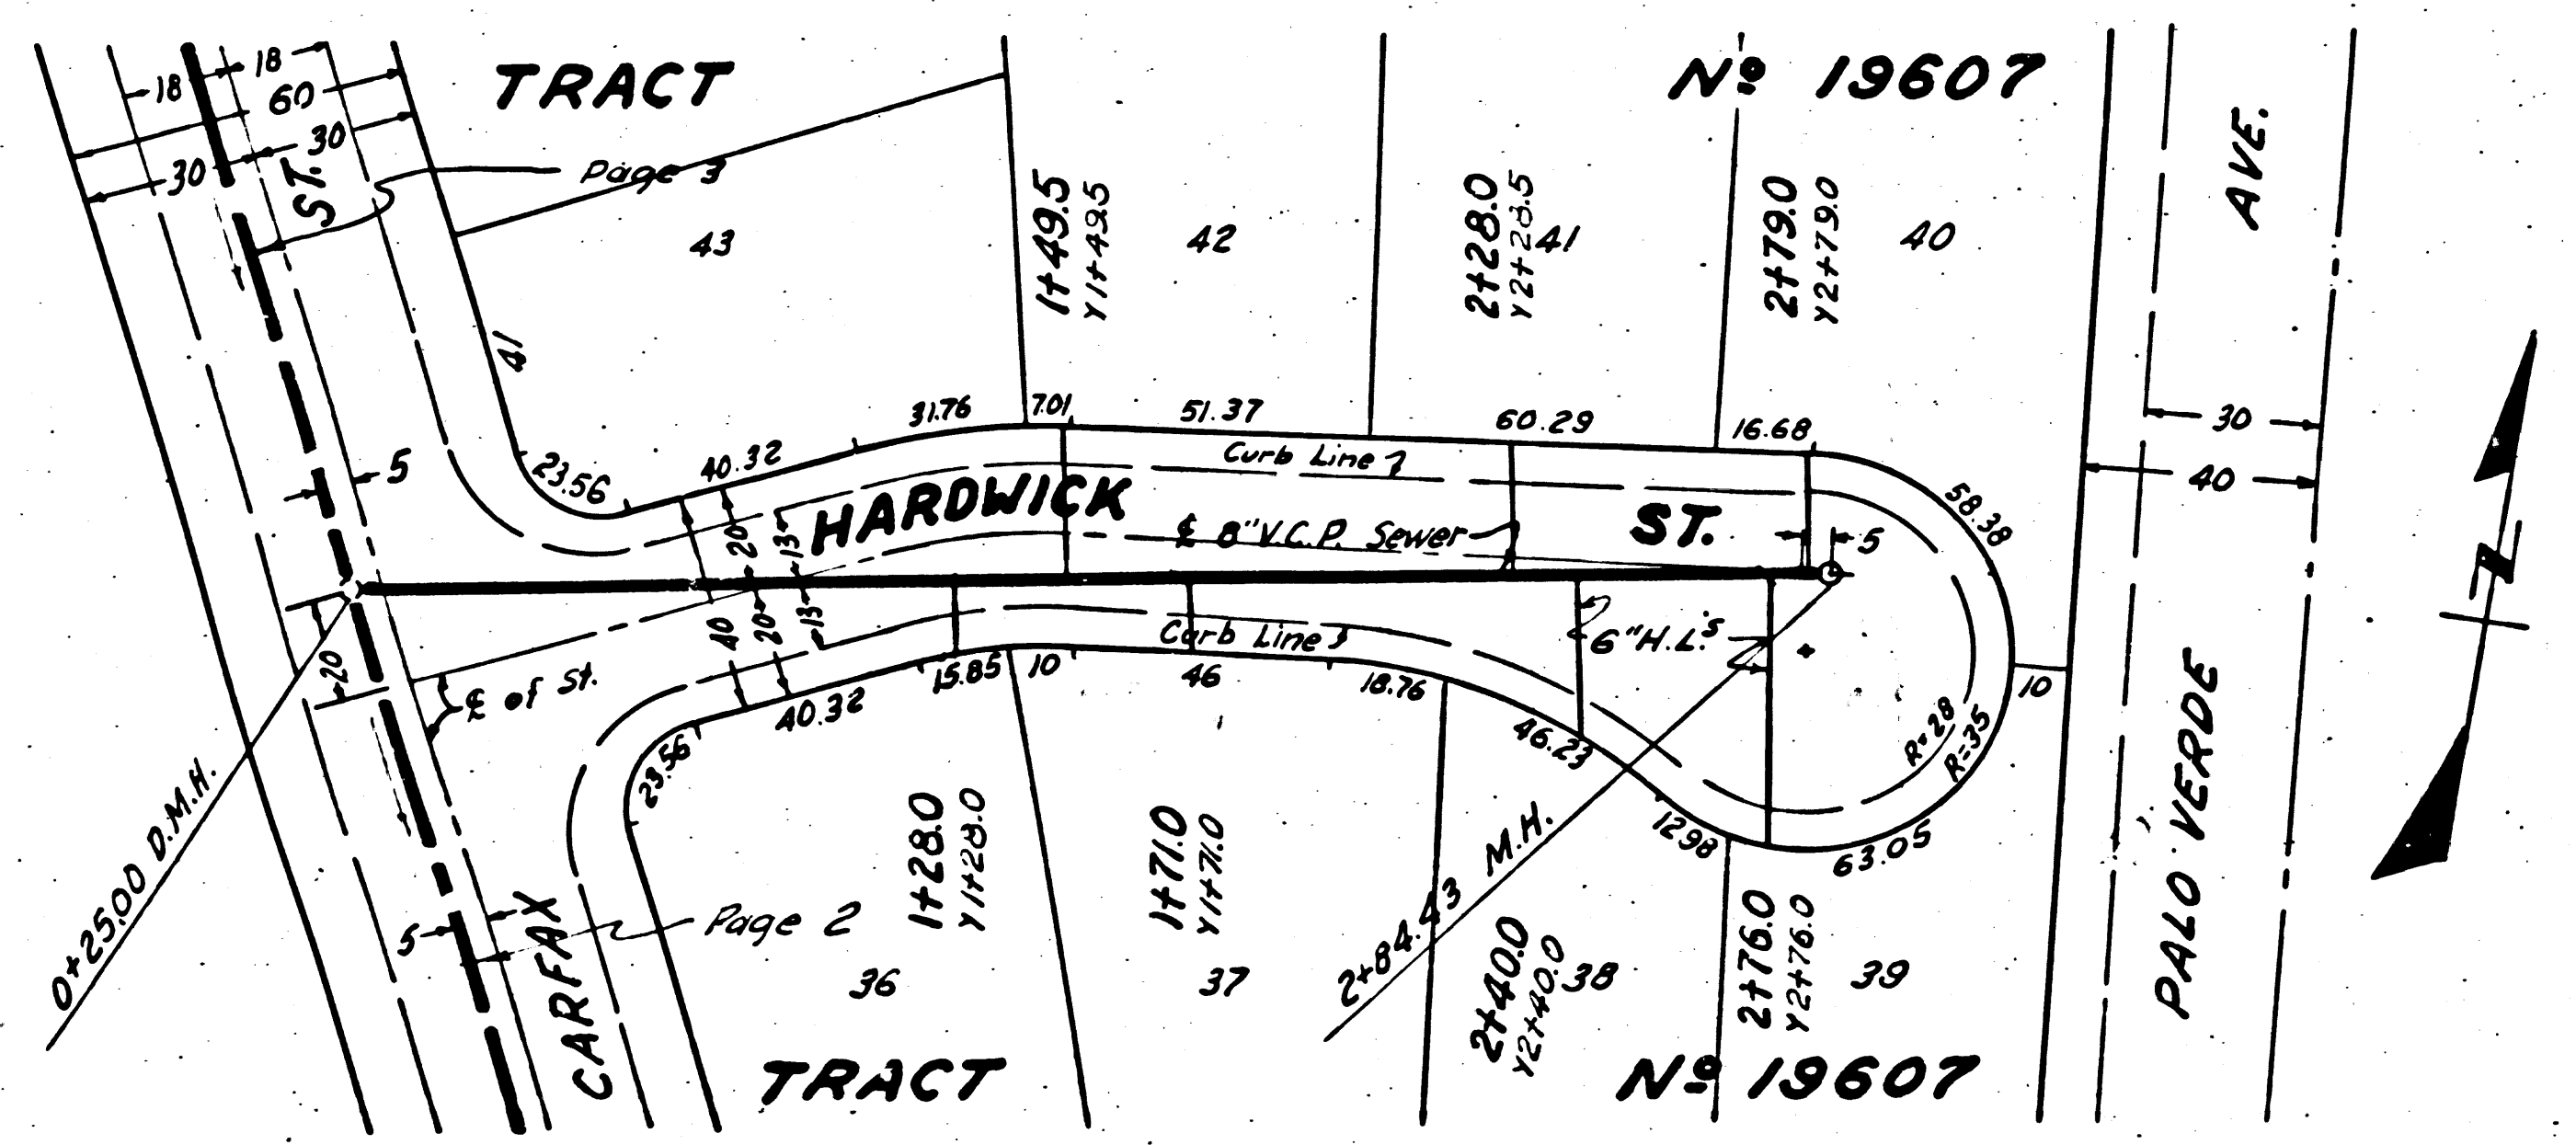 TRACT
Nº 19607
18
18
60
30
30
ST.
Page 3
43
1+49.5
Y1+49.5
42
2+28.0
Y2+28.5
41
2+79.0
Y2+79.0
40
AVE.
41
5
23.56
40.32
31.76
7.01
51.37
60.29
16.68
58.38
30
40
Curb Line
HARDWICK
ST.
℄ 8" V.C.P. Sewer
5
20
13
40
20
13
20
℄ of St.
Curb Line
6" H.L.'s
N
15.85
10
46
18.76
40.32
23.56
46.23
12.98
63.05
R=28
R=35
10
PALO VERDE
0+25.00 D.M.H.
2+84.43 M.H.
5
CARFAX
Page 2
1+28.0
Y1+28.0
36
1+71.0
Y1+71.0
37
2+40.0
Y2+40.0
38
2+76.0
Y2+76.0
39
TRACT
Nº 19607